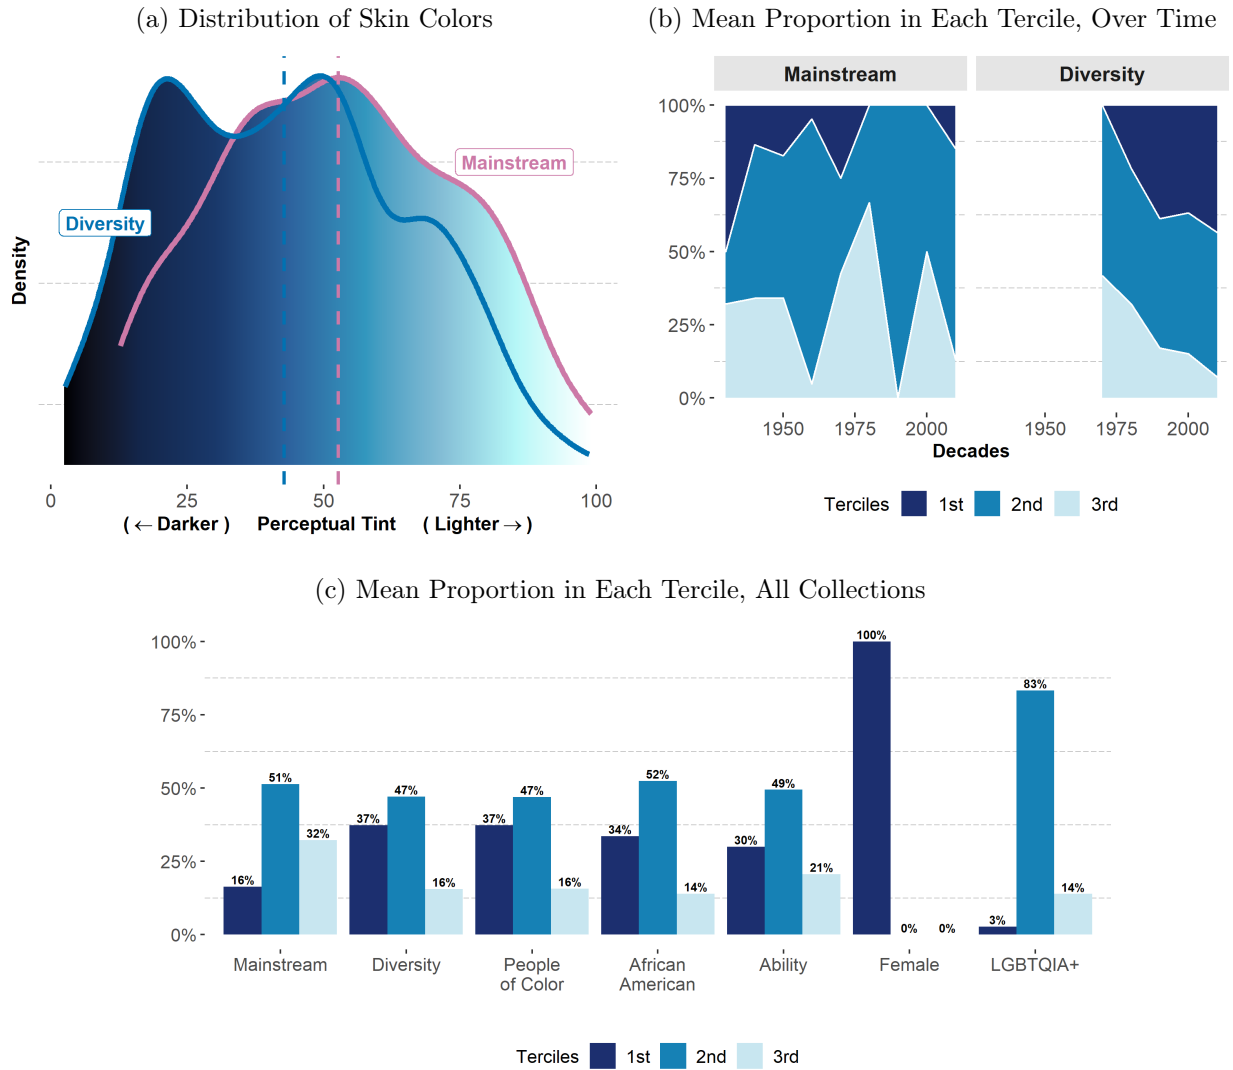 (a) Distribution of Skin Colors
Density
Diversity
Mainstream
0 25 50 75 100
( ← Darker ) Perceptual Tint ( Lighter → )
(b) Mean Proportion in Each Tercile, Over Time
Mainstream Diversity
100%
75%
50%
25%
0%
1950 1975 2000 1950 1975 2000
Decades
Terciles 1st 2nd 3rd
(c) Mean Proportion in Each Tercile, All Collections
100%
75%
50%
25%
0%
16% 51% 32%
37% 47% 16%
37% 47% 16%
34% 52% 14%
30% 49% 21%
100% 0% 0%
3% 83% 14%
Mainstream
Diversity
People
of Color
African
American
Ability
Female
LGBTQIA+
Terciles 1st 2nd 3rd